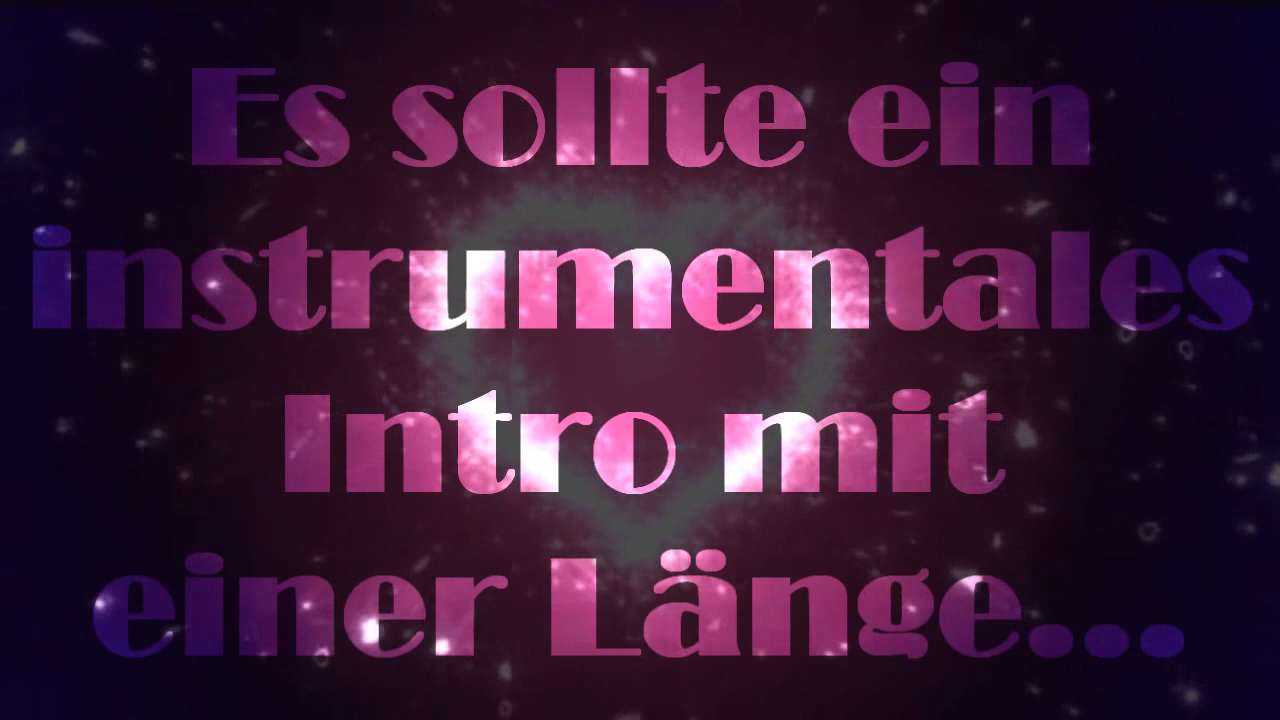 Es sollte ein
instrumentales
Intro mit
einer Länge...